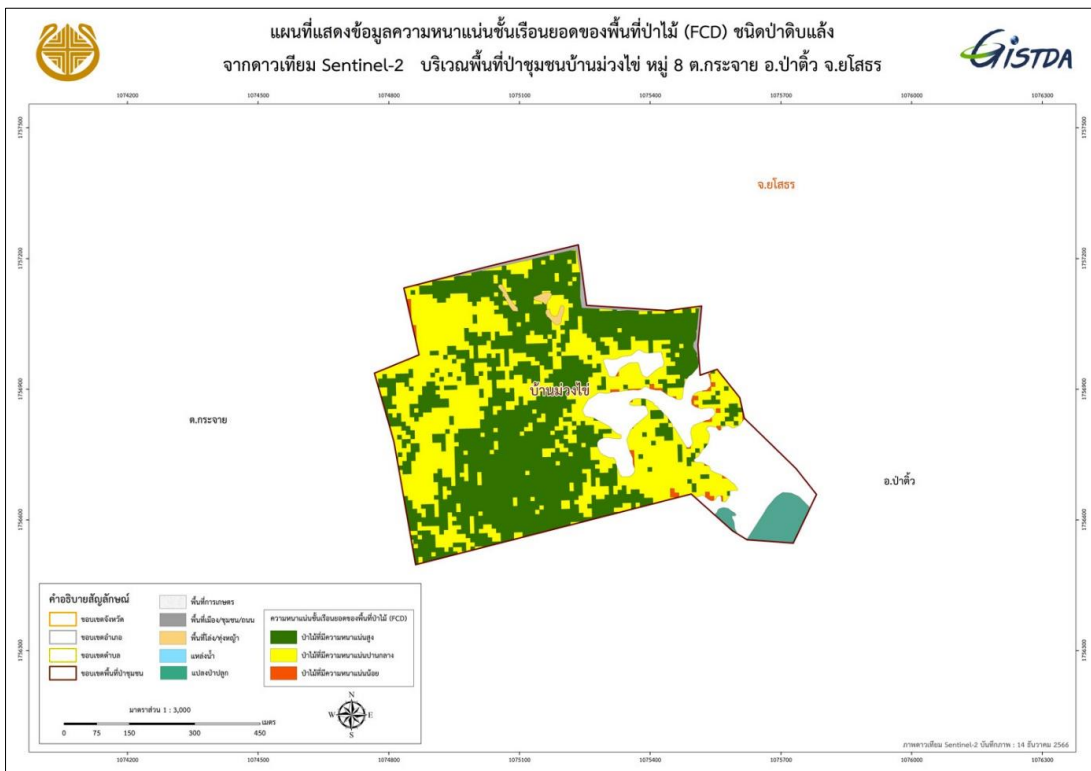 แผนที่แสดงข้อมูลความหนาแน่นชั้นเรือนยอดของพื้นที่ป่าไม้ (FCD) ชนิดป่าดิบแล้ง
จากดาวเทียม Sentinel-2 บริเวณพื้นที่ป่าชุมชนบ้านม่วงไข่ หมู่ 8 ต.กระจาย อ.ป่าติ้ว จ.ยโสธร
GISTDA
1074200 1074500 1074800 1075100 1075400 1075700 1076000 1076300
1757500 1757500
จ.ยโสธร
1757200 1757200
1756900 1756900
บ้านม่วงไข่
ต.กระจาย
อ.ป่าติ้ว
1756600 1756600
1756300 1756300
คำอธิบายสัญลักษณ์
ขอบเขตจังหวัด
ขอบเขตอำเภอ
ขอบเขตตำบล
ขอบเขตพื้นที่ป่าชุมชน
พื้นที่การเกษตร
พื้นที่เมือง/ชุมชน/ถนน
พื้นที่โล่ง/ทุ่งหญ้า
แหล่งน้ำ
แปลงป่าปลูก
ความหนาแน่นชั้นเรือนยอดของพื้นที่ป่าไม้ (FCD)
ป่าไม้ที่มีความหนาแน่นสูง
ป่าไม้ที่มีความหนาแน่นปานกลาง
ป่าไม้ที่มีความหนาแน่นน้อย
มาตราส่วน 1 : 3,000
เมตร
0 75 150 300 450
N
W E
S
ภาพดาวเทียม Sentinel-2 บันทึกภาพ : 14 ธันวาคม 2566
1074200 1074500 1074800 1075100 1075400 1075700 1076000 1076300